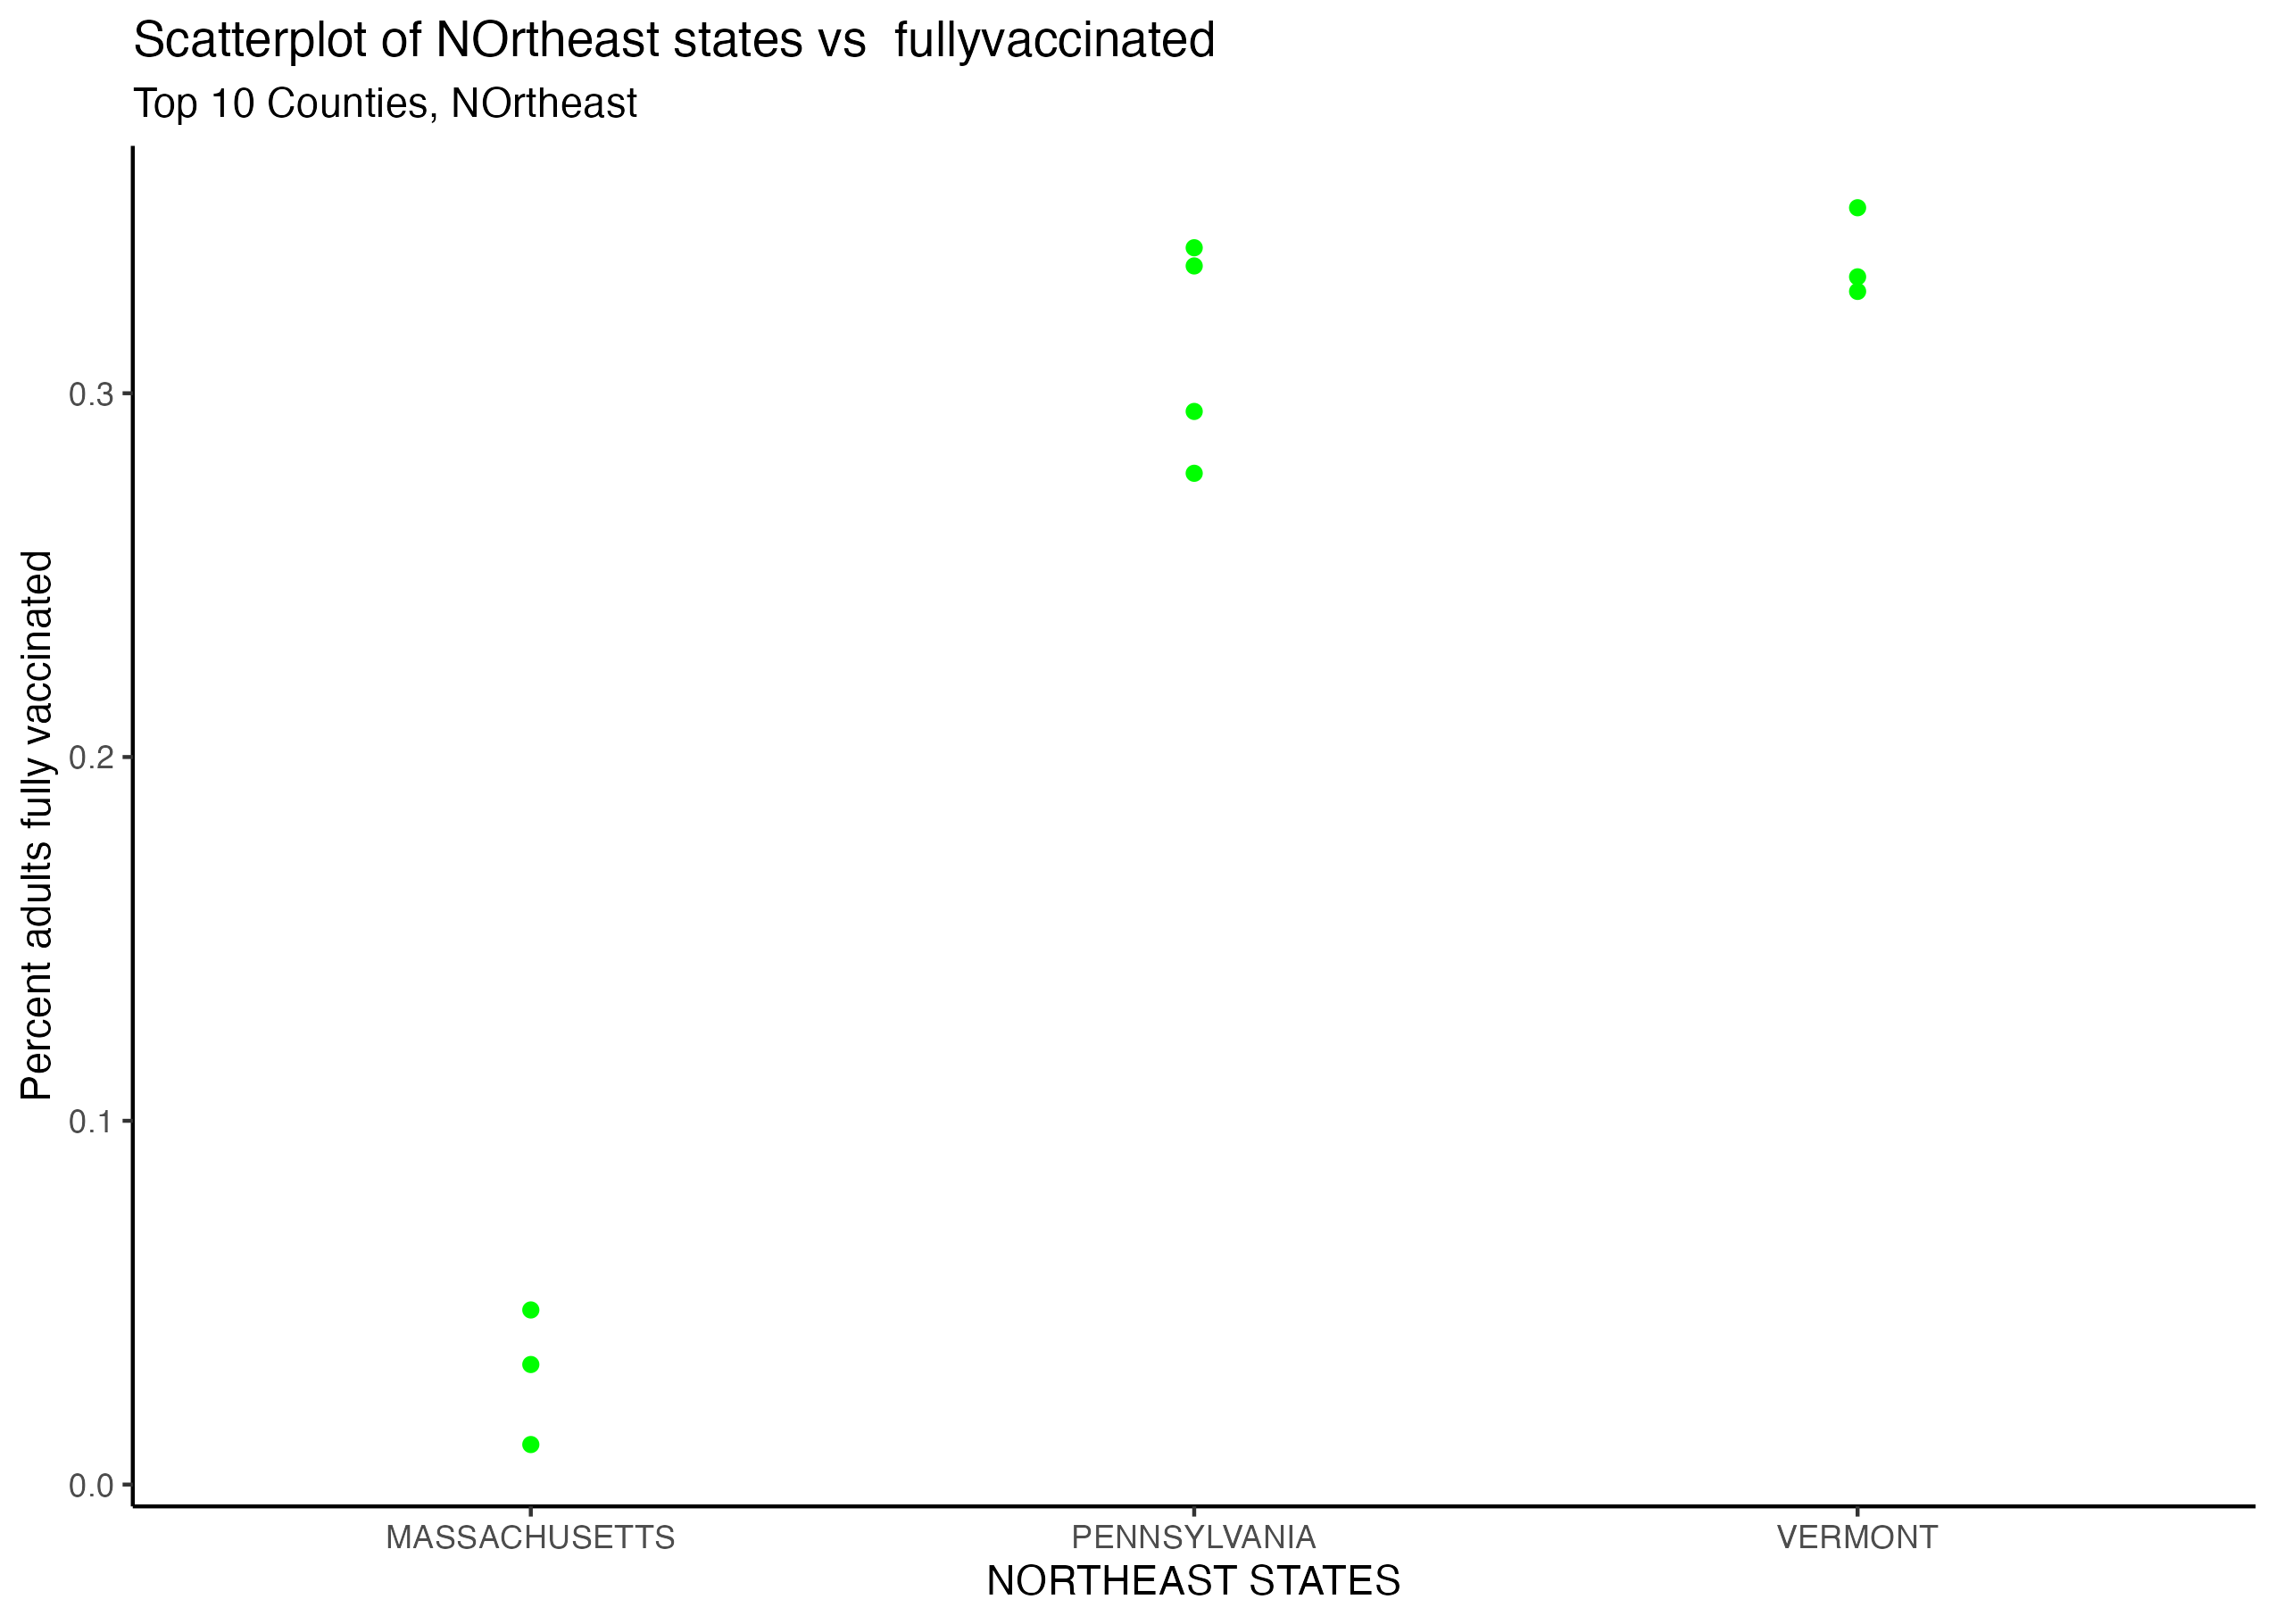 Scatterplot of NOrtheast states vs  fullyvaccinated
Top 10 Counties, NOrtheast
Percent adults fully vaccinated
0.3
0.2
0.1
0.0
MASSACHUSETTS PENNSYLVANIA VERMONT
NORTHEAST STATES